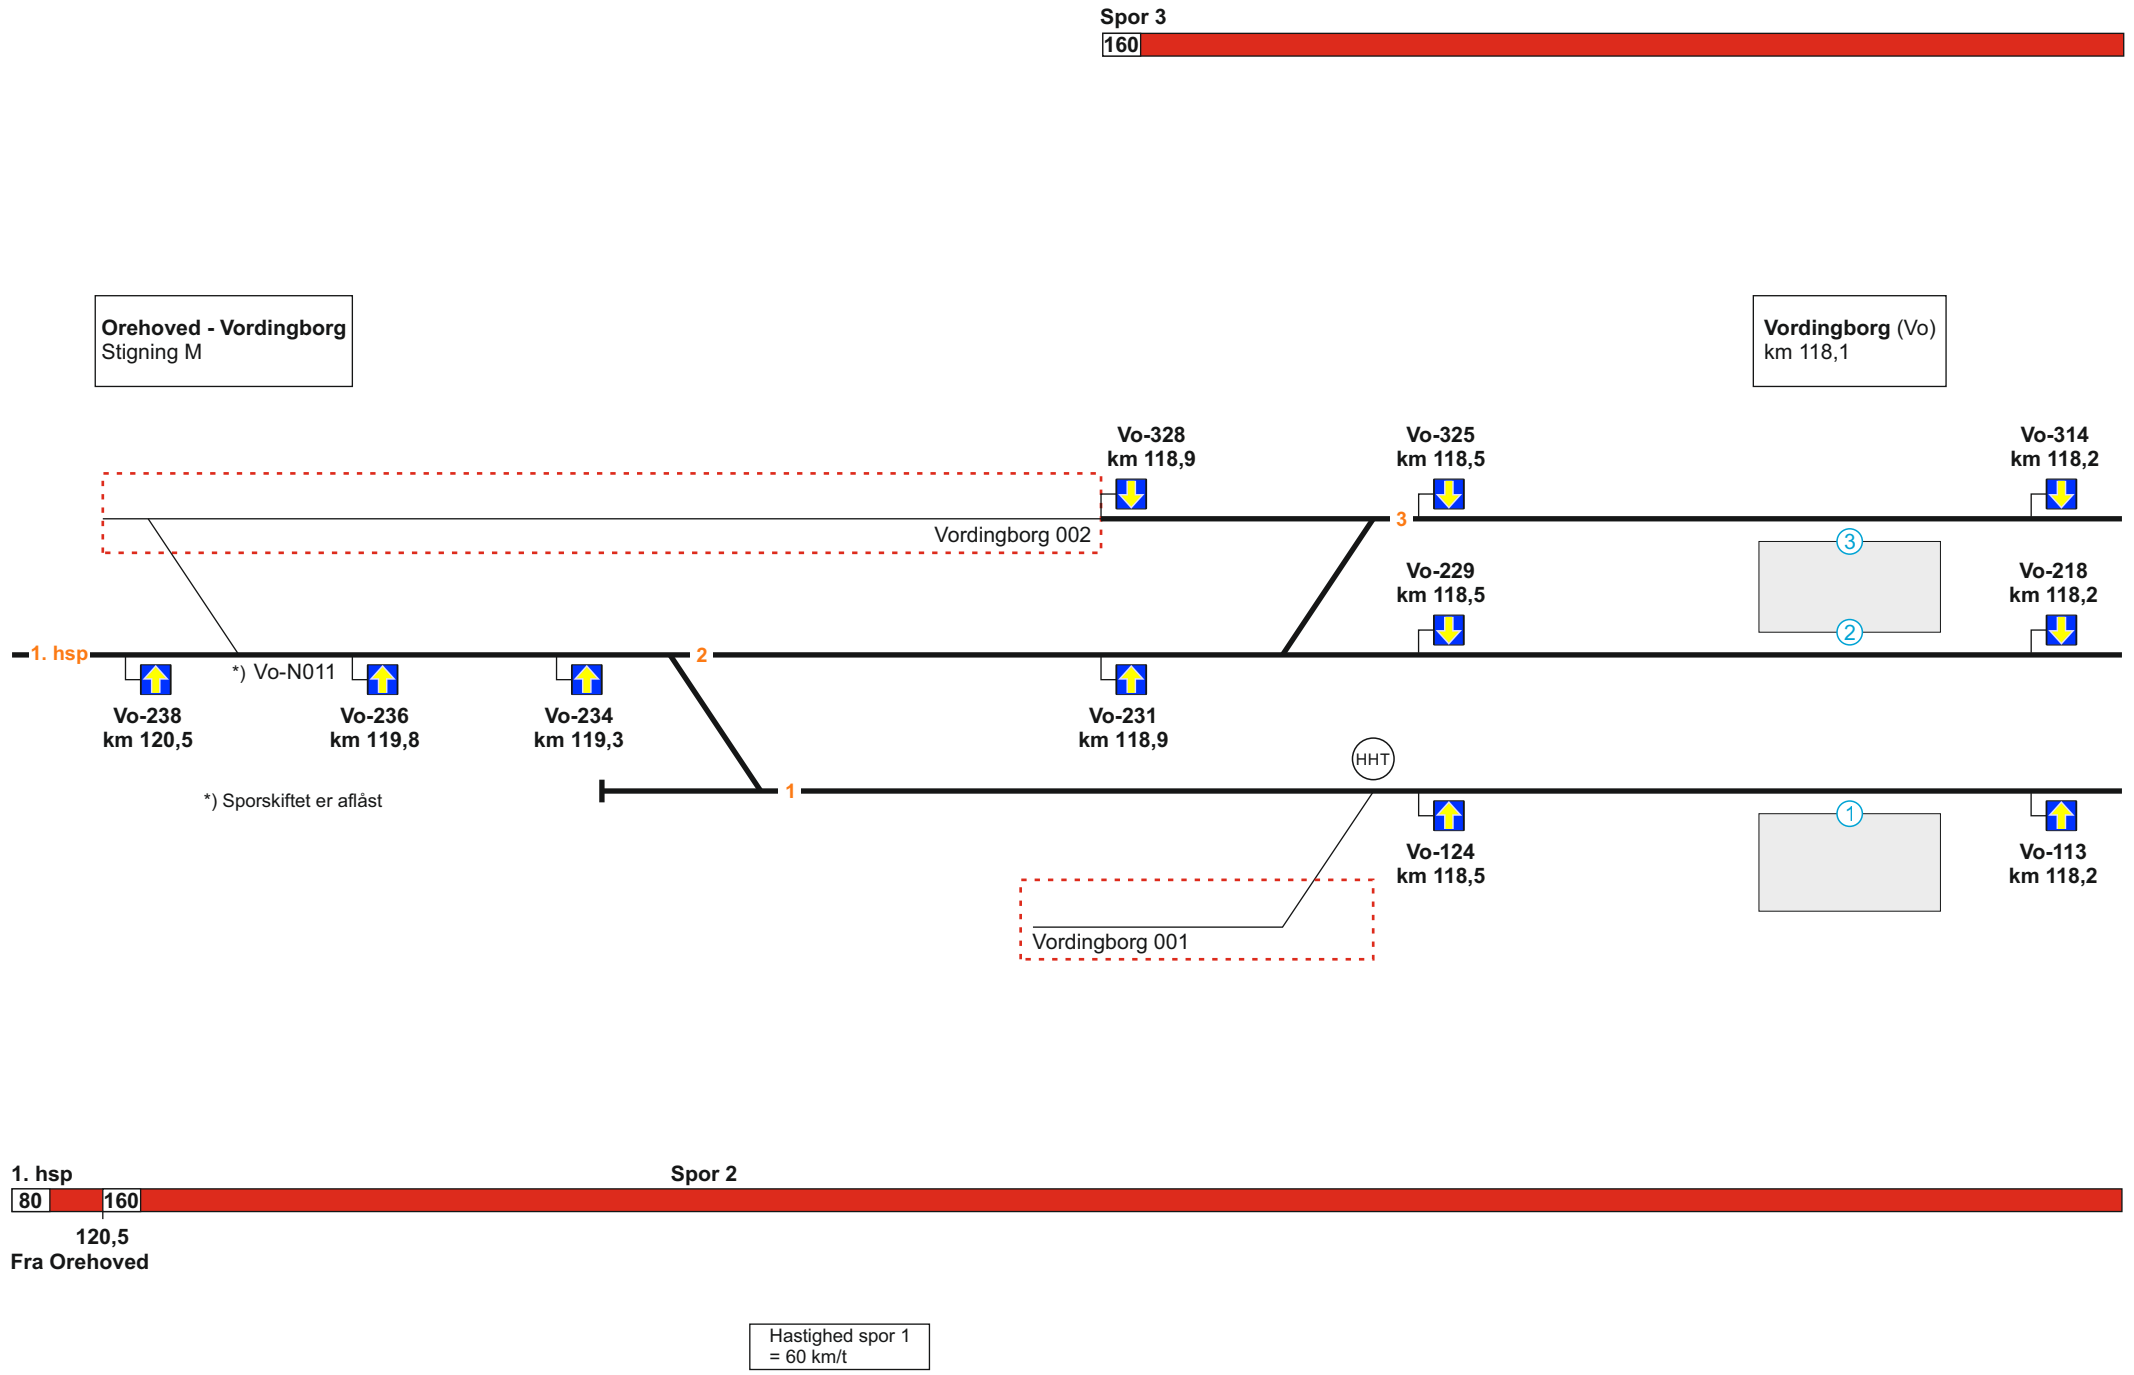 Spor 3
160
Orehoved - Vordingborg
Stigning M
Vordingborg (Vo)
km 118,1
Vo-328
km 118,9
Vo-325
km 118,5
Vo-314
km 118,2
Vordingborg 002
3
3
Vo-229
km 118,5
Vo-218
km 118,2
2
1. hsp
2
*) Vo-N011
Vo-238
km 120,5
Vo-236
km 119,8
Vo-234
km 119,3
Vo-231
km 118,9
HHT
*) Sporskiftet er aflåst
1
1
Vo-124
km 118,5
Vo-113
km 118,2
Vordingborg 001
1. hsp
Spor 2
80
160
120,5
Fra Orehoved
Hastighed spor 1
= 60 km/t